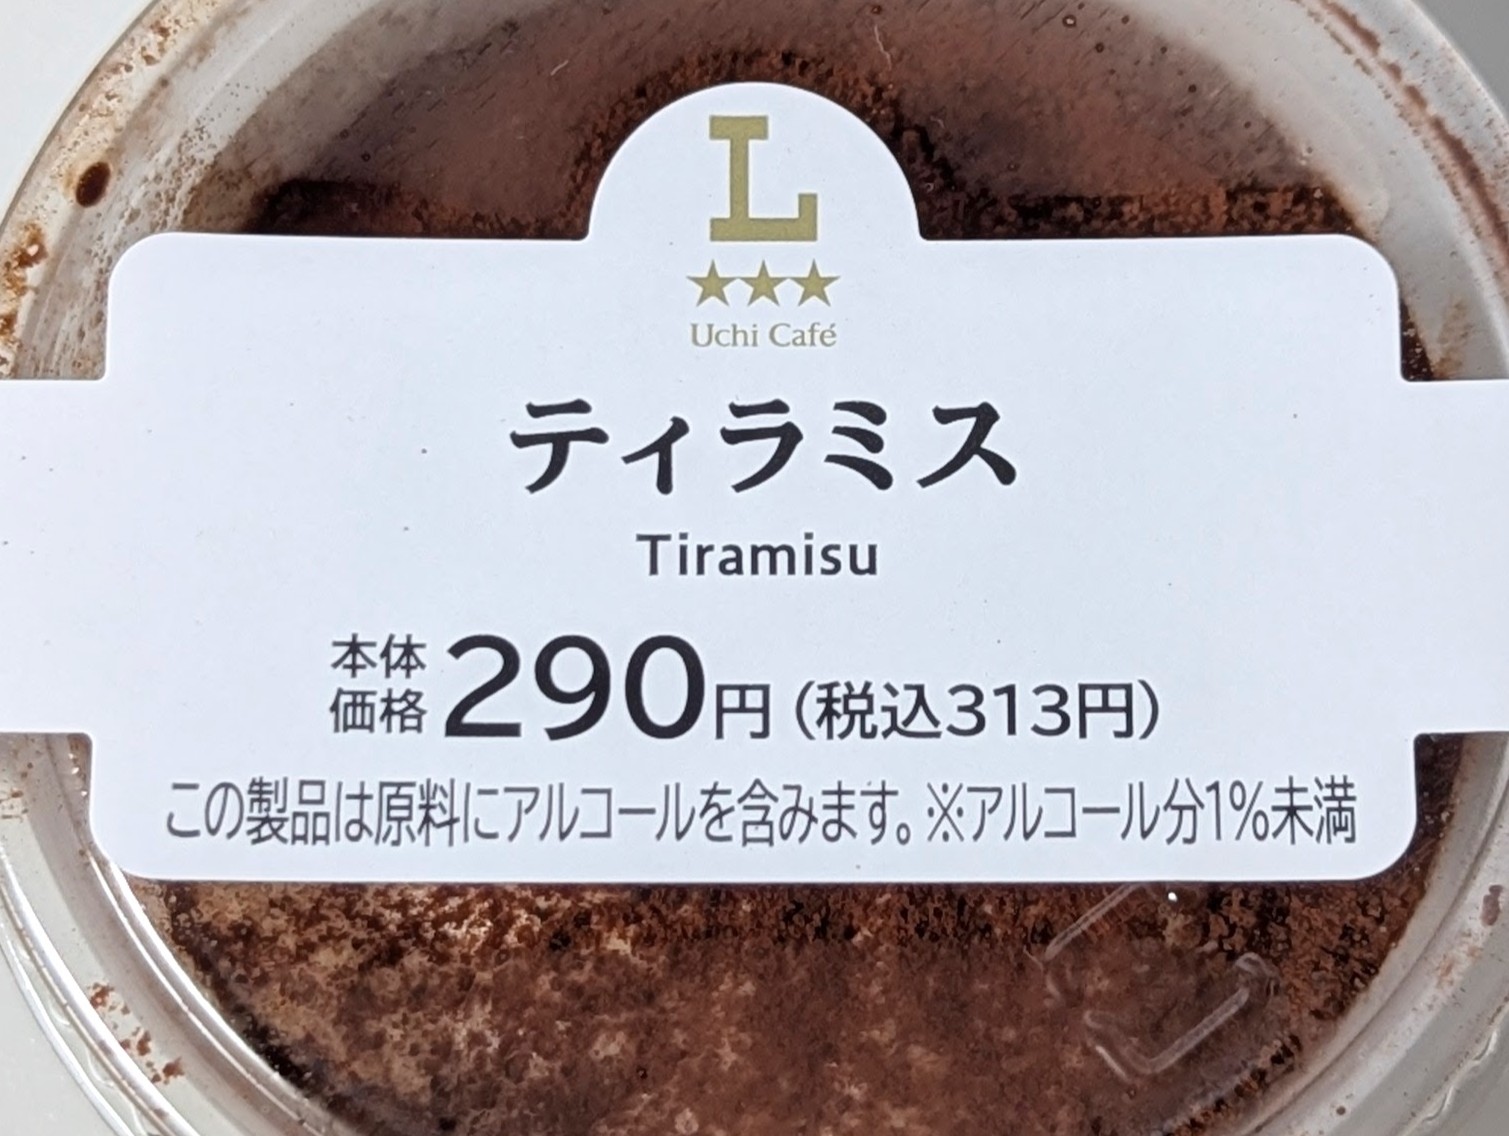 L
★★★
Uchi Café
ティラミス
Tiramisu
本体価格290円(税込313円)
この製品は原料にアルコールを含みます。※アルコール分1%未満